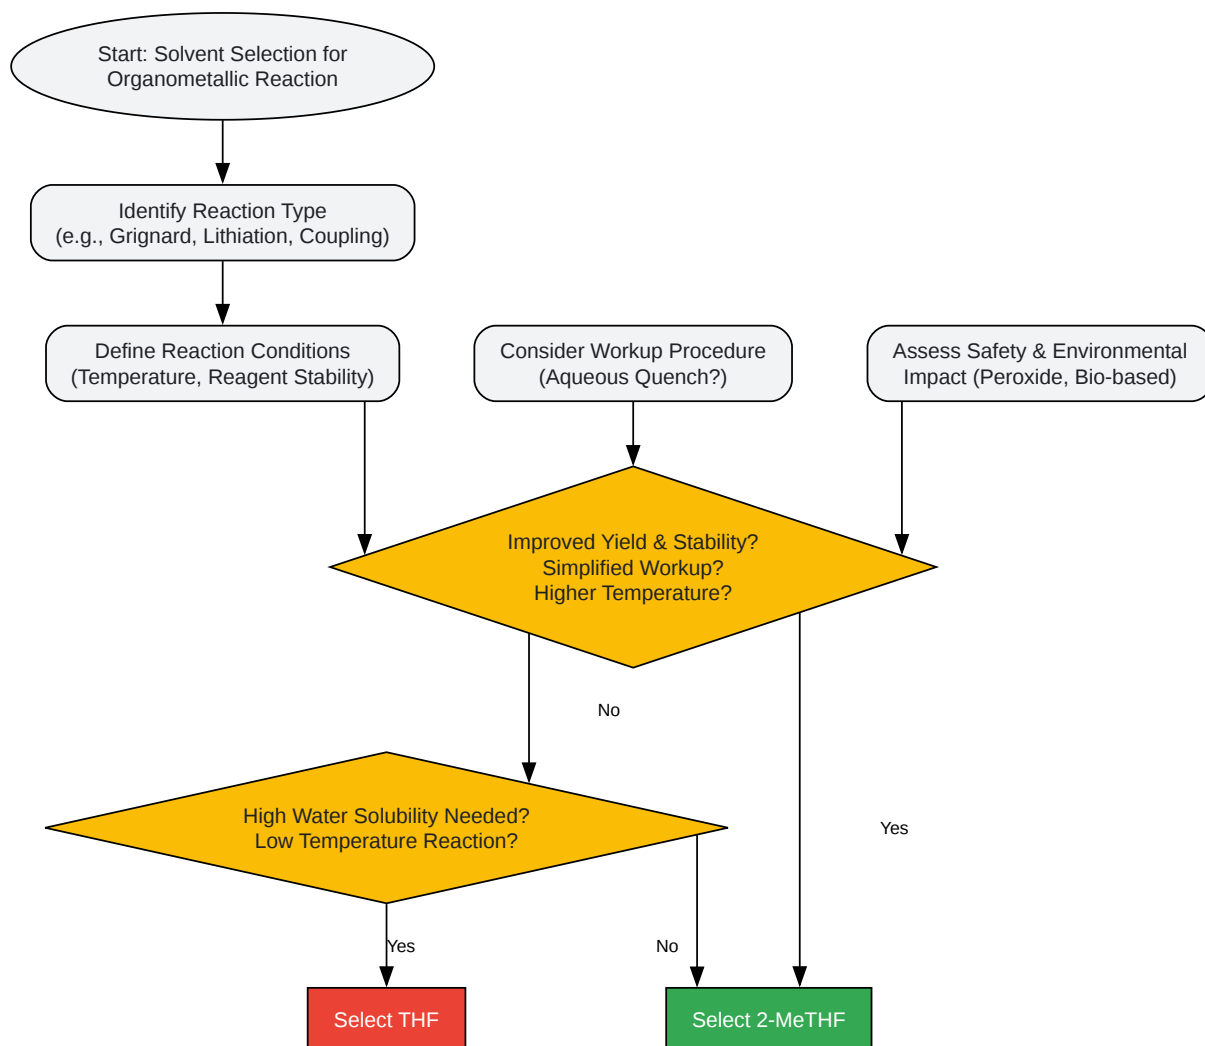 Start: Solvent Selection for
Organometallic Reaction
Identify Reaction Type
(e.g., Grignard, Lithiation, Coupling)
Define Reaction Conditions
(Temperature, Reagent Stability)
Consider Workup Procedure
(Aqueous Quench?)
Assess Safety & Environmental
Impact (Peroxide, Bio-based)
Improved Yield & Stability?
Simplified Workup?
Higher Temperature?
No
High Water Solubility Needed?
Low Temperature Reaction?
Yes
Yes
No
Select THF
Select 2-MeTHF